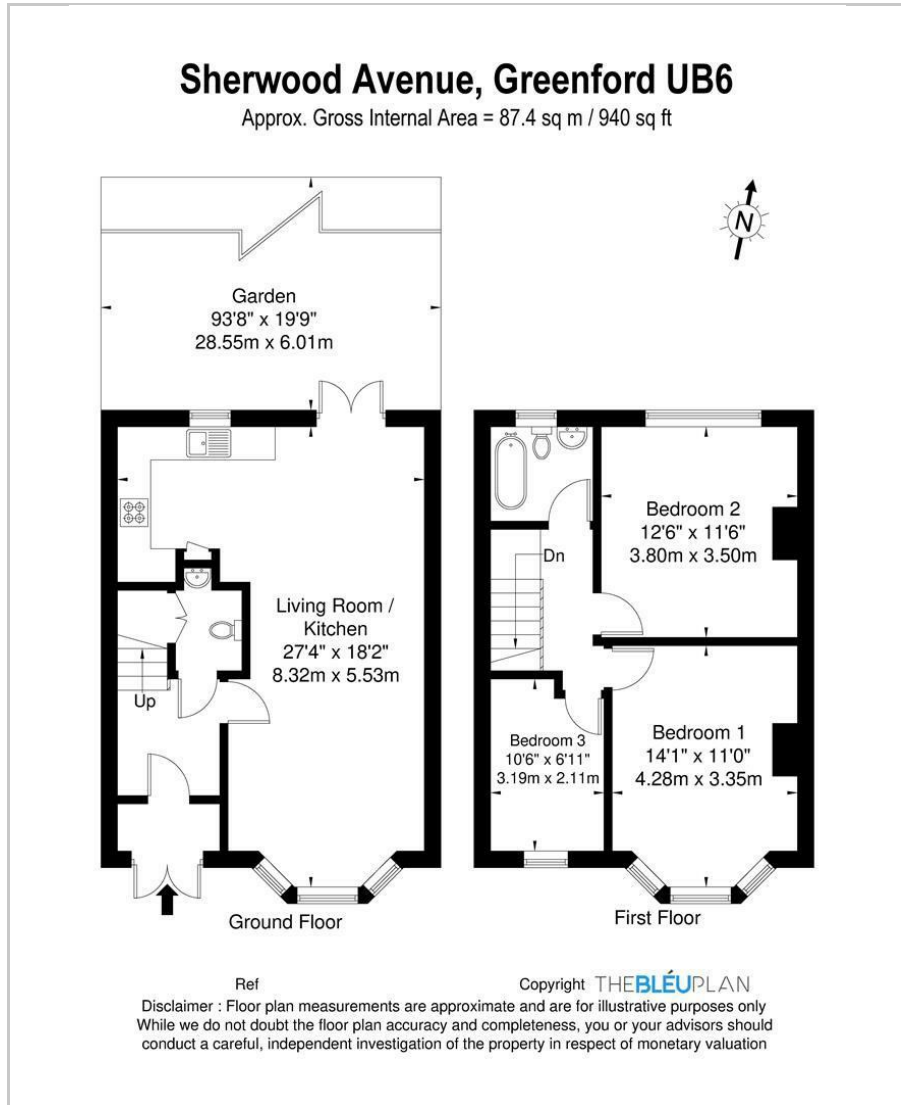 Sherwood Avenue, Greenford UB6
Approx. Gross Internal Area = 87.4 sq m / 940 sq ft
N
Garden
93'8" x 19'9"
28.55m x 6.01m
Living Room /
Kitchen
27'4" x 18'2"
8.32m x 5.53m
Up
Ground Floor
Bedroom 2
12'6" x 11'6"
3.80m x 3.50m
Dn
Bedroom 3
10'6" x 6'11"
3.19m x 2.11m
Bedroom 1
14'1" x 11'0"
4.28m x 3.35m
First Floor
Ref
Copyright THEBLÉUPLAN
Disclaimer : Floor plan measurements are approximate and are for illustrative purposes only
While we do not doubt the floor plan accuracy and completeness, you or your advisors should
conduct a careful, independent investigation of the property in respect of monetary valuation